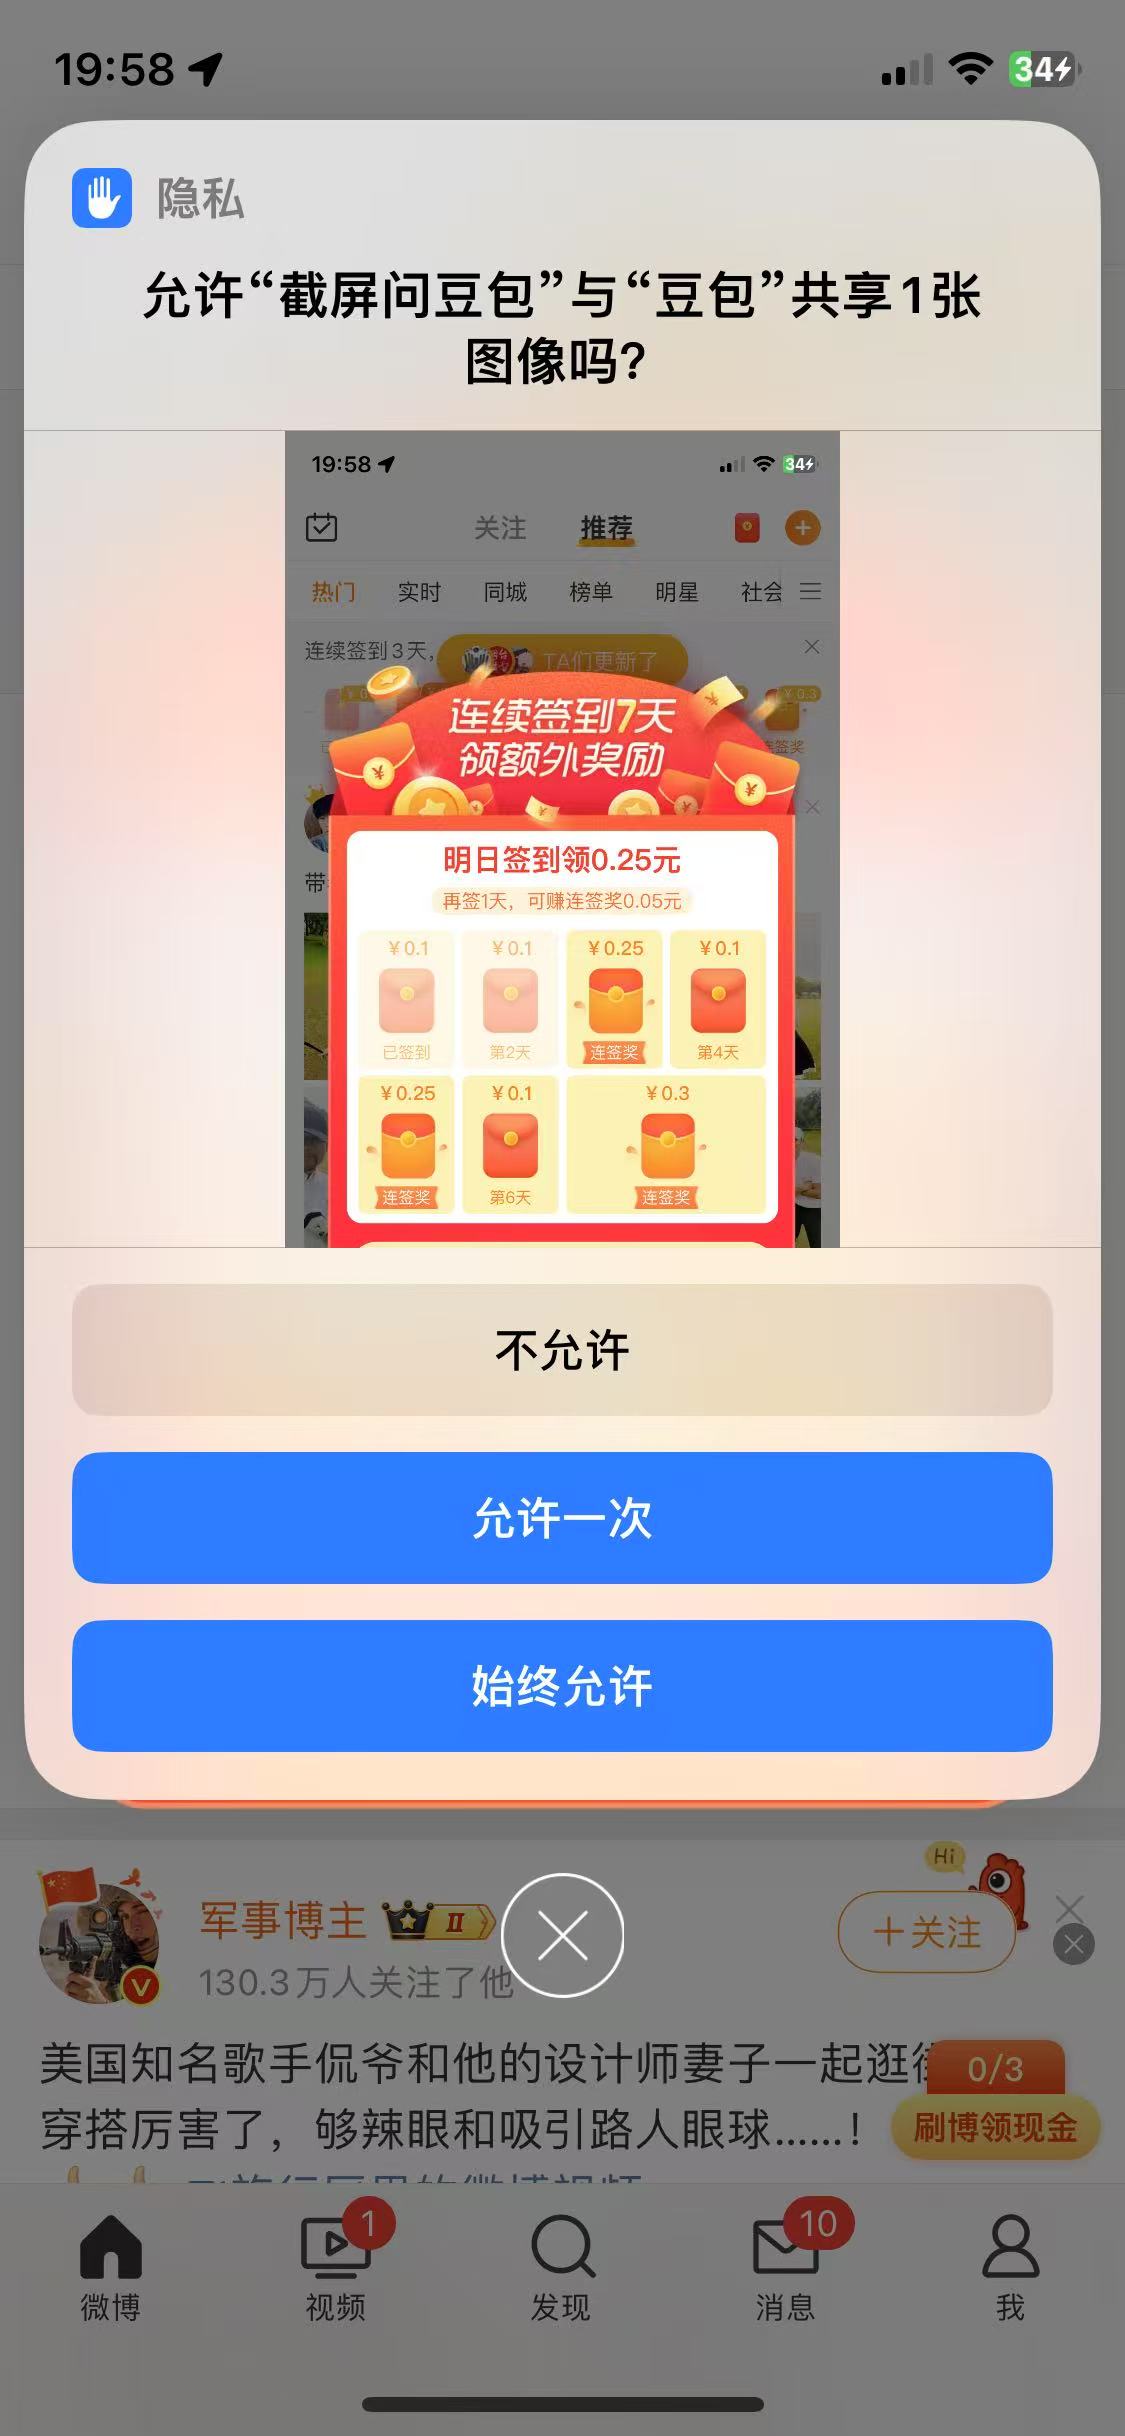 19:58
34
隐私
允许“截屏问豆包”与“豆包”共享1张
图像吗?
19:58
34
关注
推荐
热门
实时
同城
榜单
明星
社会
连续签到3天,
TA们更新了
¥0.3
连续签到7天
领额外奖励
连签奖
明日签到领0.25元
带
再签1天，可赚连签奖0.05元
¥0.1
¥0.1
¥0.25
¥0.1
已签到
第2天
连签奖
第4天
¥0.25
¥0.1
¥0.3
连签奖
第6天
连签奖
不允许
允许一次
始终允许
Hi
军事博主
II
+关注
130.3万人关注了他
美国知名歌手侃爷和他的设计师妻子一起逛街
0/3
穿搭厉害了，够辣眼和吸引路人眼球......！
刷博领现金
1
10
微博
视频
发现
消息
我